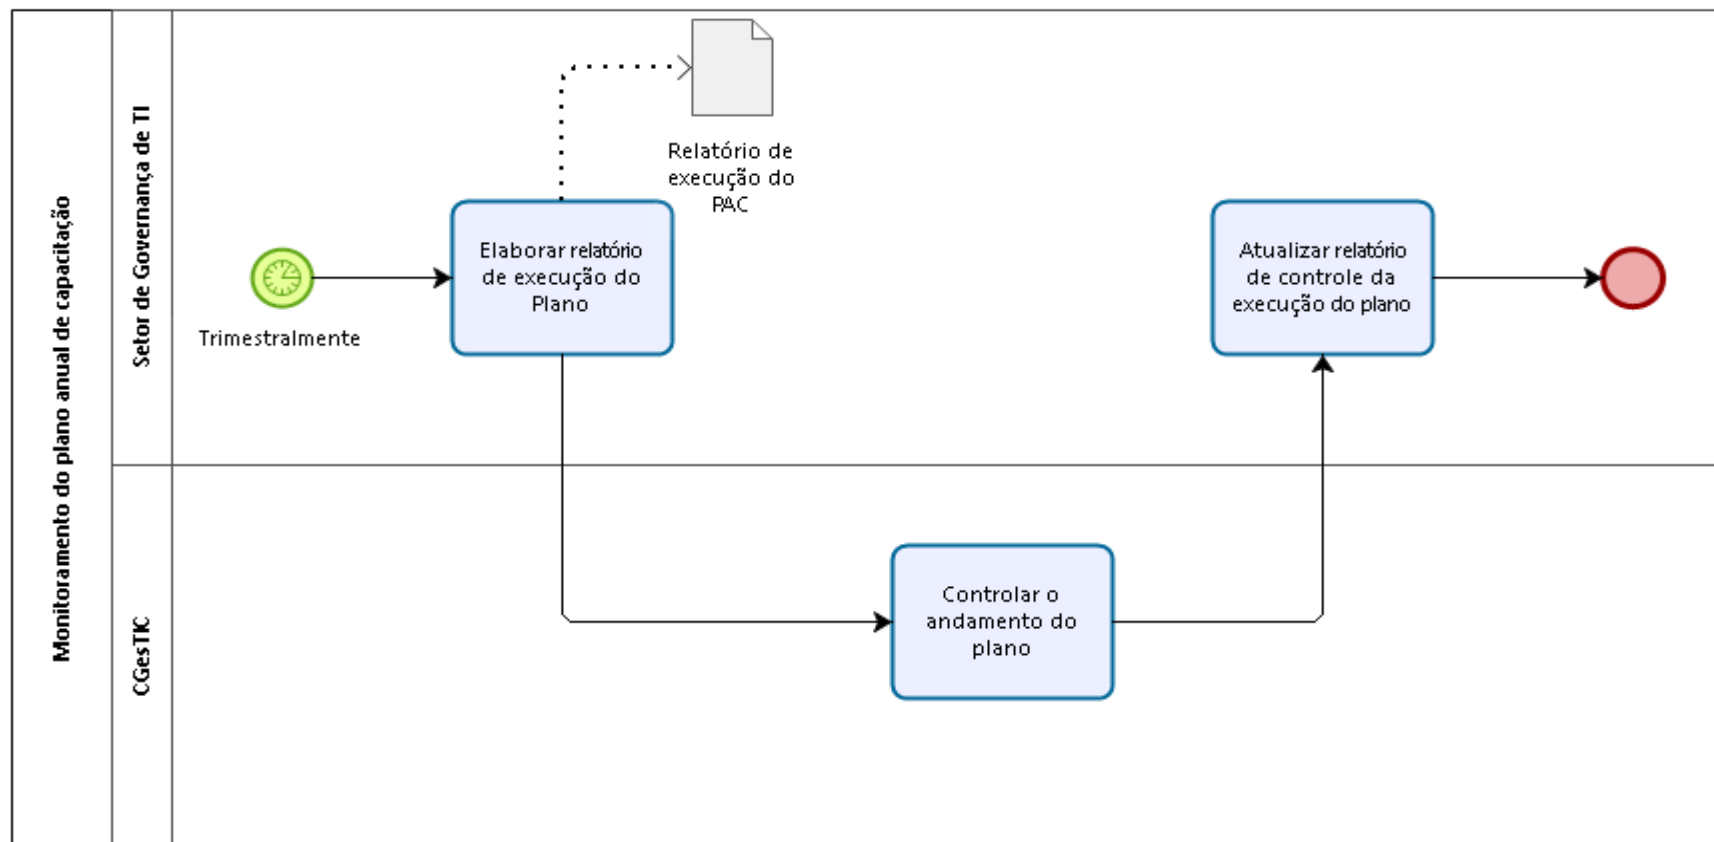 Monitoramento do plano anual de capacitação
Setor de Governança de TI
Relatório de
execução do
PAC
Trimestralmente
Elaborar relatório
de execução do
Plano
Atualizar relatório
de controle da
execução do plano
CGesTIC
Controlar o
andamento do
plano